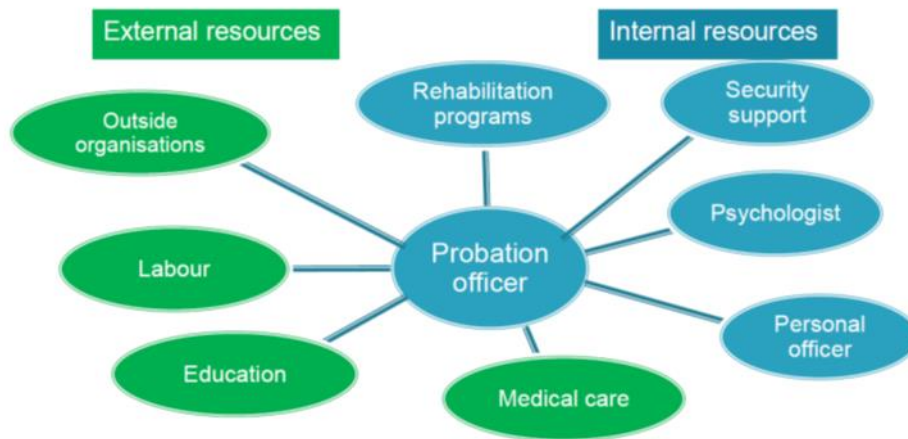 External resources
Internal resources
Rehabilitation
programs
Security
support
Outside
organisations
Psychologist
Probation
officer
Labour
Personal
officer
Education
Medical care